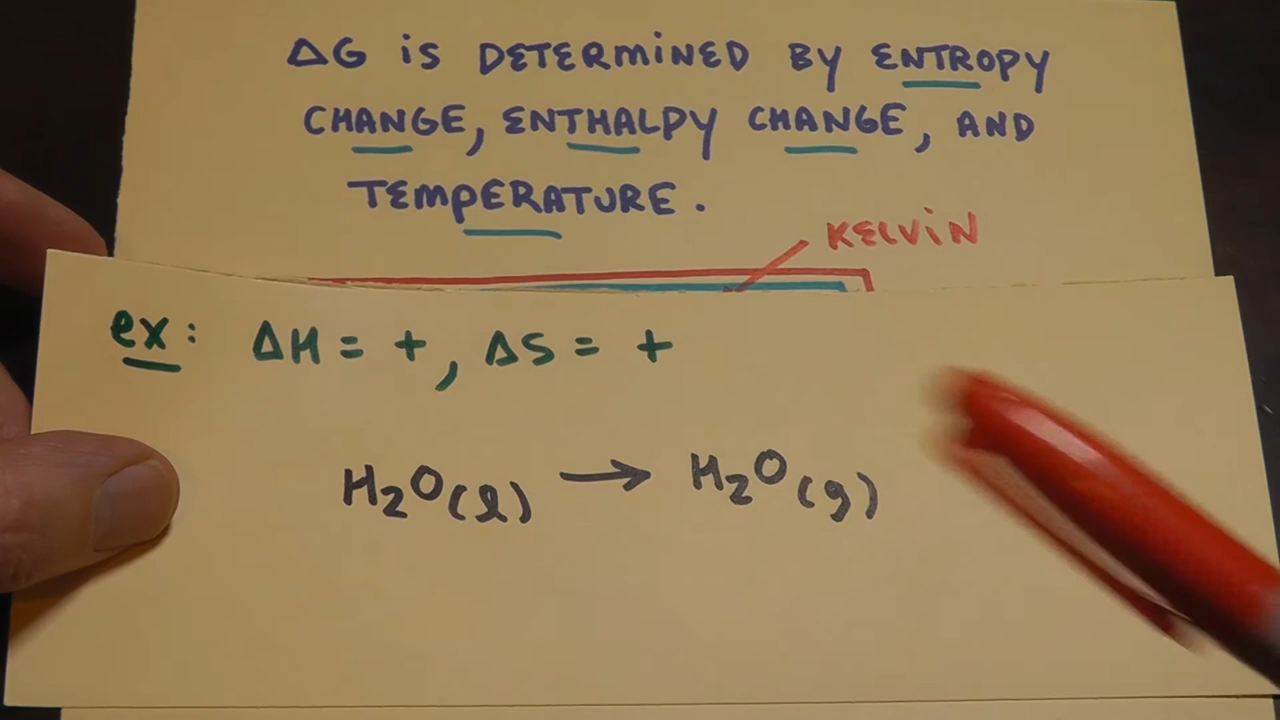 ΔG iS DETERMiNED BY ENTROPY
CHANGE, ENTHALPY CHANGE, AND
TEMPERATURE.
KELViN
ex: ΔH = +, ΔS = +
H₂O(l) → H₂O(g)